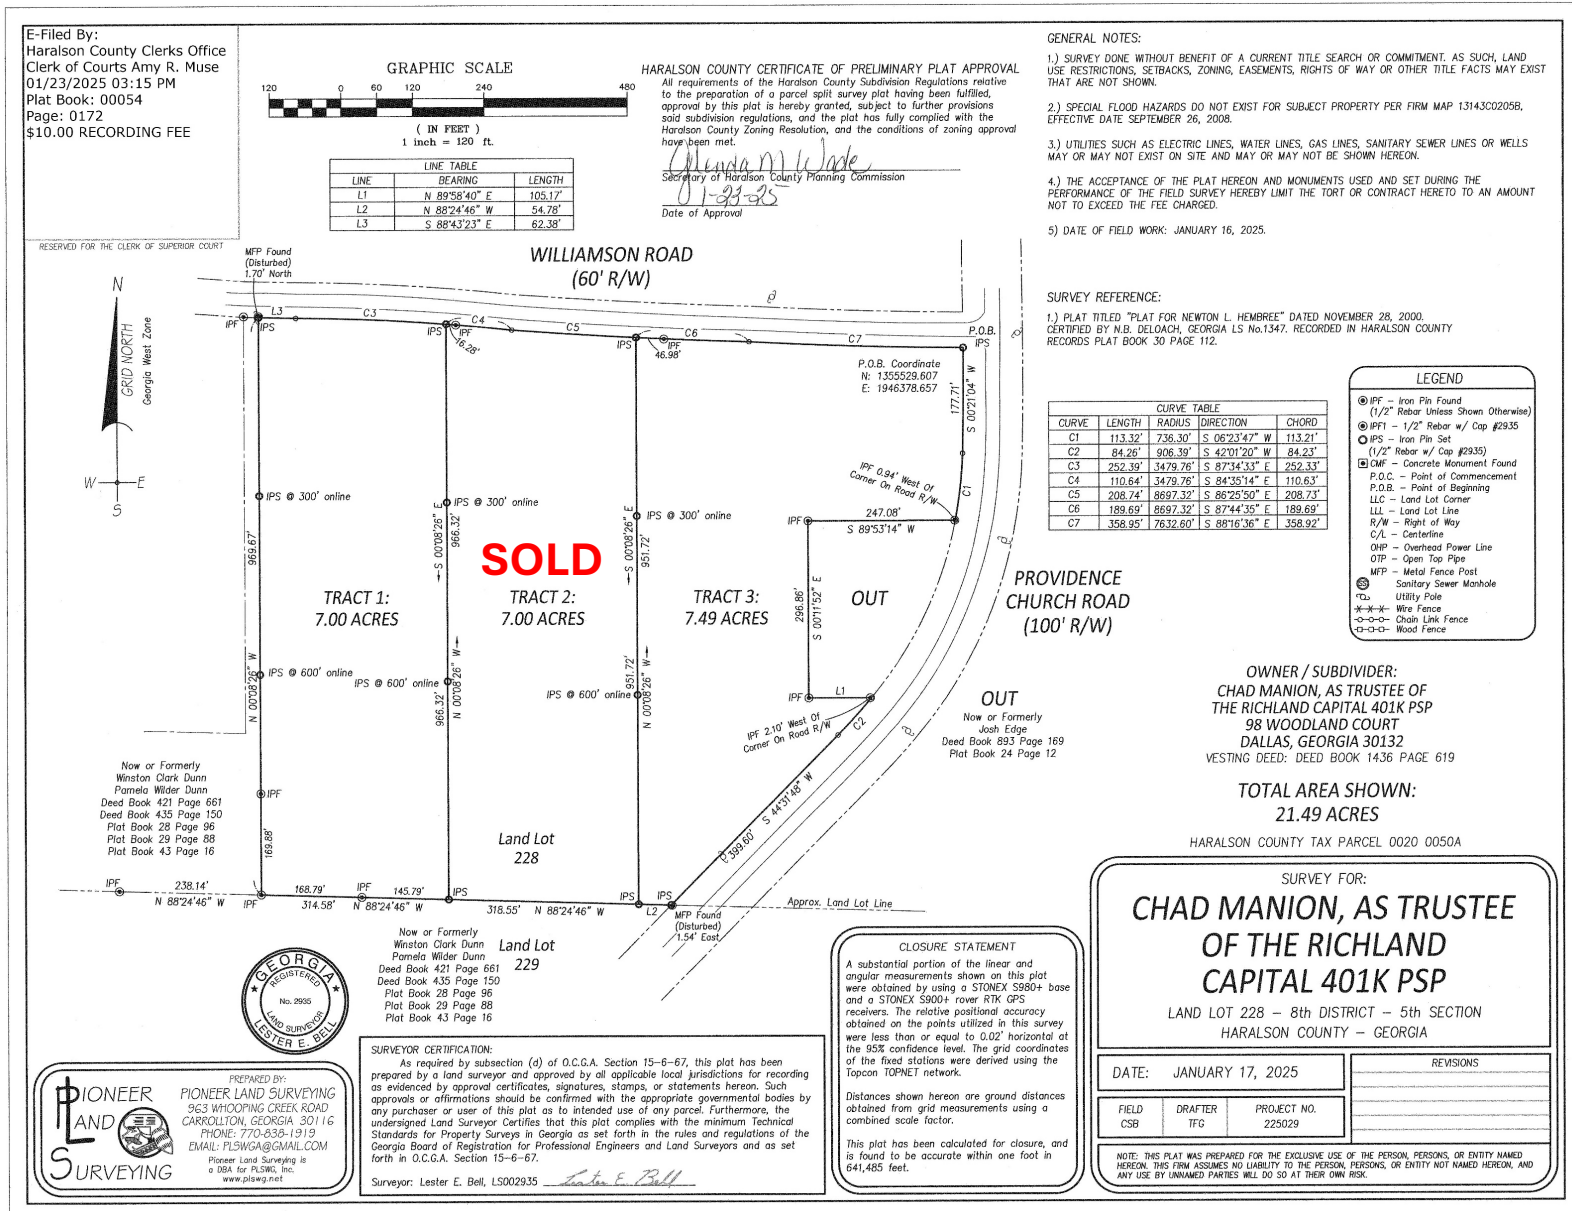 E-Filed By:
Haralson County Clerks Office
Clerk of Courts Amy R. Muse
01/23/2025 03:15 PM
Plat Book: 00054
Page: 0172
$10.00 RECORDING FEE
RESERVED FOR THE CLERK OF SUPERIOR COURT
GRAPHIC SCALE
120 0 60 120 240 480
( IN FEET )
1 inch = 120 ft.
LINE TABLE
LINE BEARING LENGTH
L1 N 89°58'40" E 105.17'
L2 N 88°24'46" W 54.78'
L3 S 88°43'23" E 62.38'
HARALSON COUNTY CERTIFICATE OF PRELIMINARY PLAT APPROVAL
All requirements of the Haralson County Subdivision Regulations relative
to the preparation of a parcel split survey plat having been fulfilled,
approval by this plat is hereby granted, subject to further provisions
said subdivision regulations, and the plat has fully complied with the
Haralson County Zoning Resolution, and the conditions of zoning approval
have been met.
Glenda M Wade
Secretary of Haralson County Planning Commission
1-23-25
Date of Approval
GENERAL NOTES:
1.) SURVEY DONE WITHOUT BENEFIT OF A CURRENT TITLE SEARCH OR COMMITMENT. AS SUCH, LAND
USE RESTRICTIONS, SETBACKS, ZONING, EASEMENTS, RIGHTS OF WAY OR OTHER TITLE FACTS MAY EXIST
THAT ARE NOT SHOWN.
2.) SPECIAL FLOOD HAZARDS DO NOT EXIST FOR SUBJECT PROPERTY PER FIRM MAP 13143C0205B,
EFFECTIVE DATE SEPTEMBER 26, 2008.
3.) UTILITIES SUCH AS ELECTRIC LINES, WATER LINES, GAS LINES, SANITARY SEWER LINES OR WELLS
MAY OR MAY NOT EXIST ON SITE AND MAY OR MAY NOT BE SHOWN HEREON.
4.) THE ACCEPTANCE OF THE PLAT HEREON AND MONUMENTS USED AND SET DURING THE
PERFORMANCE OF THE FIELD SURVEY HEREBY LIMIT THE TORT OR CONTRACT HERETO TO AN AMOUNT
NOT TO EXCEED THE FEE CHARGED.
5) DATE OF FIELD WORK: JANUARY 16, 2025.
SURVEY REFERENCE:
1.) PLAT TITLED "PLAT FOR NEWTON L. HEMBREE" DATED NOVEMBER 28, 2000.
CERTIFIED BY N.B. DELOACH, GEORGIA LS No.1347. RECORDED IN HARALSON COUNTY
RECORDS PLAT BOOK 30 PAGE 112.
CURVE TABLE
CURVE LENGTH RADIUS DIRECTION CHORD
C1 113.32' 736.30' S 06°23'47" W 113.21'
C2 84.26' 906.39' S 42°01'20" W 84.23'
C3 252.39' 3479.76' S 87°34'33" E 252.33'
C4 110.64' 3479.76' S 84°35'14" E 110.63'
C5 208.74' 8697.32' S 86°25'50" E 208.73'
C6 189.69' 8697.32' S 87°44'35" E 189.69'
C7 358.95' 7632.60' S 88°16'36" E 358.92'
LEGEND
IPF - Iron Pin Found
(1/2" Rebar Unless Shown Otherwise)
IPF1 - 1/2" Rebar w/ Cap #2935
IPS - Iron Pin Set
(1/2" Rebar w/ Cap #2935)
CMF - Concrete Monument Found
P.O.C. - Point of Commencement
P.O.B. - Point of Beginning
LLC - Land Lot Corner
LLL - Land Lot Line
R/W - Right of Way
C/L - Centerline
OHP - Overhead Power Line
OTP - Open Top Pipe
MFP - Metal Fence Post
SS Sanitary Sewer Manhole
Utility Pole
Wire Fence
Chain Link Fence
Wood Fence
N
GRID NORTH
Georgia West Zone
W E
S
MFP Found
(Disturbed)
1.70' North
WILLIAMSON ROAD
(60' R/W)
IPF IPS L3 C3 C4 C5 C6 C7
IPF
16.28'
IPS
IPF
46.98'
P.O.B.
IPS
P.O.B. Coordinate
N: 1355529.607
E: 1946378.657
177.71'
S 00°21'04" W
C1
IPF 0.94' West Of
Corner On Road R/W
247.08'
S 89°53'14" W
IPF
IPS @ 300' online
IPS @ 300' online
IPS @ 300' online
969.67'
S 00°08'26" E
966.32'
S 00°08'26" E
951.72'
SOLD
TRACT 1:
7.00 ACRES
TRACT 2:
7.00 ACRES
TRACT 3:
7.49 ACRES
296.86'
S 00°11'52" E
OUT
PROVIDENCE
CHURCH ROAD
(100' R/W)
IPS @ 600' online
IPS @ 600' online
IPS @ 600' online
N 00°08'26" W
966.32'
N 00°08'26" W
951.72'
N 00°08'26" W
IPF L1
IPF 2.10' West Of
Corner On Road R/W
C2
OUT
Now or Formerly
Josh Edge
Deed Book 893 Page 169
Plat Book 24 Page 12
S 44°31'48" W
399.60'
Now or Formerly
Winston Clark Dunn
Pamela Wilder Dunn
Deed Book 421 Page 661
Deed Book 435 Page 150
Plat Book 28 Page 96
Plat Book 29 Page 88
Plat Book 43 Page 16
IPF
169.88'
Land Lot
228
IPF 238.14'
N 88°24'46" W
IPF
168.79' IPF 145.79' IPS
314.58' N 88°24'46" W
318.55' N 88°24'46" W
IPS IPS
L2
Approx. Land Lot Line
MFP Found
(Disturbed)
1.54' East
Now or Formerly
Winston Clark Dunn
Pamela Wilder Dunn
Deed Book 421 Page 661
Deed Book 435 Page 150
Plat Book 28 Page 96
Plat Book 29 Page 88
Plat Book 43 Page 16
Land Lot
229
OWNER / SUBDIVIDER:
CHAD MANION, AS TRUSTEE OF
THE RICHLAND CAPITAL 401K PSP
98 WOODLAND COURT
DALLAS, GEORGIA 30132
VESTING DEED: DEED BOOK 1436 PAGE 619
TOTAL AREA SHOWN:
21.49 ACRES
HARALSON COUNTY TAX PARCEL 0020 0050A
GEORGIA
REGISTERED
No. 2935
LAND SURVEYOR
LESTER E. BELL
PIONEER
LAND
SURVEYING
PREPARED BY:
PIONEER LAND SURVEYING
963 WHOOPING CREEK ROAD
CARROLLTON, GEORGIA 30116
PHONE: 770-838-1919
EMAIL: PLSWGA@GMAIL.COM
Pioneer Land Surveying is
a DBA for PLSWG, Inc.
www.plswg.net
SURVEYOR CERTIFICATION:
As required by subsection (d) of O.C.G.A. Section 15-6-67, this plat has been
prepared by a land surveyor and approved by all applicable local jurisdictions for recording
as evidenced by approval certificates, signatures, stamps, or statements hereon. Such
approvals or affirmations should be confirmed with the appropriate governmental bodies by
any purchaser or user of this plat as to intended use of any parcel. Furthermore, the
undersigned Land Surveyor Certifies that this plat complies with the minimum Technical
Standards for Property Surveys in Georgia as set forth in the rules and regulations of the
Georgia Board of Registration for Professional Engineers and Land Surveyors and as set
forth in O.C.G.A. Section 15-6-67.
Surveyor: Lester E. Bell, LS002935 Lester E. Bell
CLOSURE STATEMENT
A substantial portion of the linear and
angular measurements shown on this plat
were obtained by using a STONEX S980+ base
and a STONEX S900+ rover RTK GPS
receivers. The relative positional accuracy
obtained on the points utilized in this survey
were less than or equal to 0.02' horizontal at
the 95% confidence level. The grid coordinates
of the fixed stations were derived using the
Topcon TOPNET network.
Distances shown hereon are ground distances
obtained from grid measurements using a
combined scale factor.
This plat has been calculated for closure, and
is found to be accurate within one foot in
641,485 feet.
SURVEY FOR:
CHAD MANION, AS TRUSTEE
OF THE RICHLAND
CAPITAL 401K PSP
LAND LOT 228 - 8th DISTRICT - 5th SECTION
HARALSON COUNTY - GEORGIA
DATE: JANUARY 17, 2025
REVISIONS
FIELD DRAFTER PROJECT NO.
CSB TFG 225029
NOTE: THIS PLAT WAS PREPARED FOR THE EXCLUSIVE USE OF THE PERSON, PERSONS, OR ENTITY NAMED
HEREON. THIS FIRM ASSUMES NO LIABILITY TO THE PERSON, PERSONS, OR ENTITY NOT NAMED HEREON, AND
ANY USE BY UNNAMED PARTIES WILL DO SO AT THEIR OWN RISK.